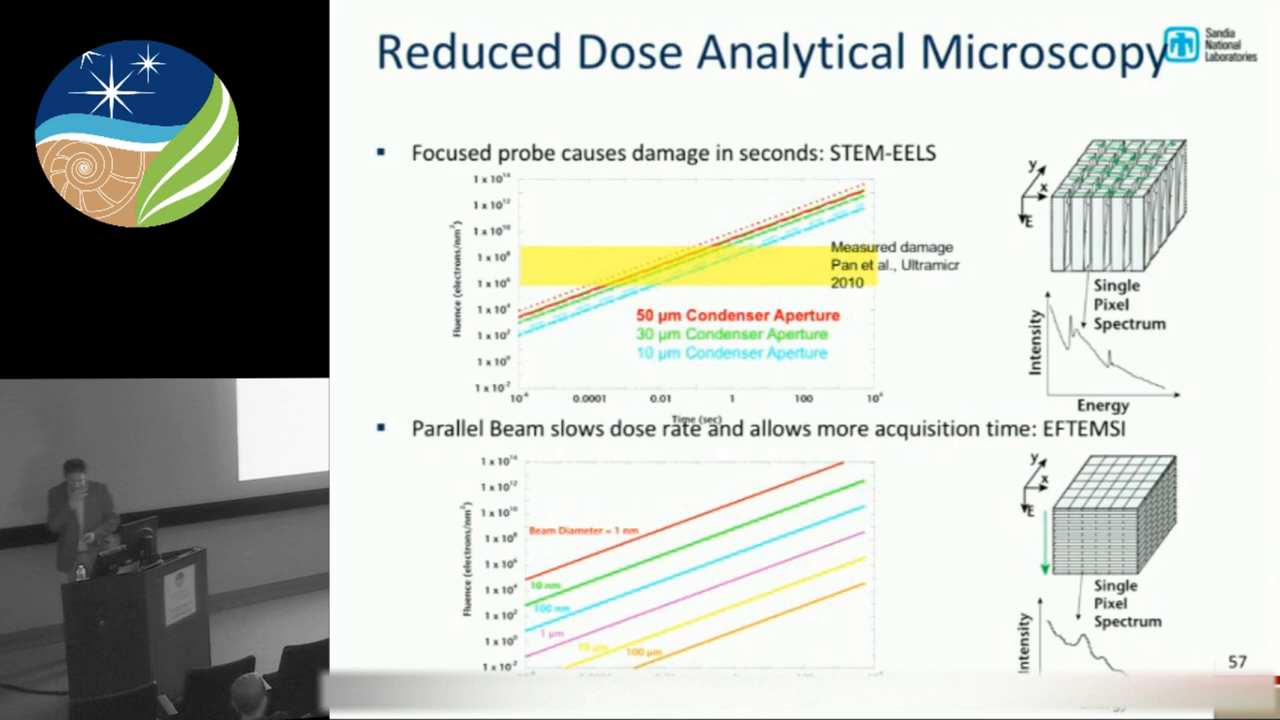 Reduced Dose Analytical Microscopy
Sandia
National
Laboratories
▪ Focused probe causes damage in seconds: STEM-EELS
1 x 10¹⁴
1 x 10¹²
1 x 10¹⁰
1 x 10⁸
1 x 10⁶
1 x 10⁴
1 x 10²
1 x 10⁰
1 x 10⁻²
Fluence (electrons/nm²)
Measured damage
Pan et al., Ultramicr
2010
50 µm Condenser Aperture
30 µm Condenser Aperture
10 µm Condenser Aperture
0.0001
0.01
1
100
10⁴
Time (sec)
y
x
E
Single
Pixel
Spectrum
Intensity
Energy
▪ Parallel Beam slows dose rate and allows more acquisition time: EFTEMSI
1 x 10¹⁴
1 x 10¹²
1 x 10¹⁰
1 x 10⁸
1 x 10⁶
1 x 10⁴
1 x 10²
1 x 10⁰
1 x 10⁻²
Fluence (electrons/nm²)
Beam Diameter = 1 nm
10 nm
100 nm
1 µm
10 µm
100 µm
y
x
E
Single
Pixel
Spectrum
Intensity
57